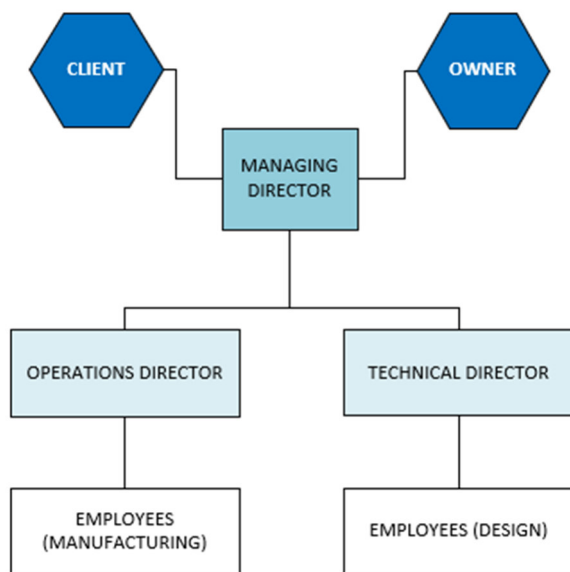 CLIENT
OWNER
MANAGING
DIRECTOR
OPERATIONS DIRECTOR
TECHNICAL DIRECTOR
EMPLOYEES
(MANUFACTURING)
EMPLOYEES (DESIGN)